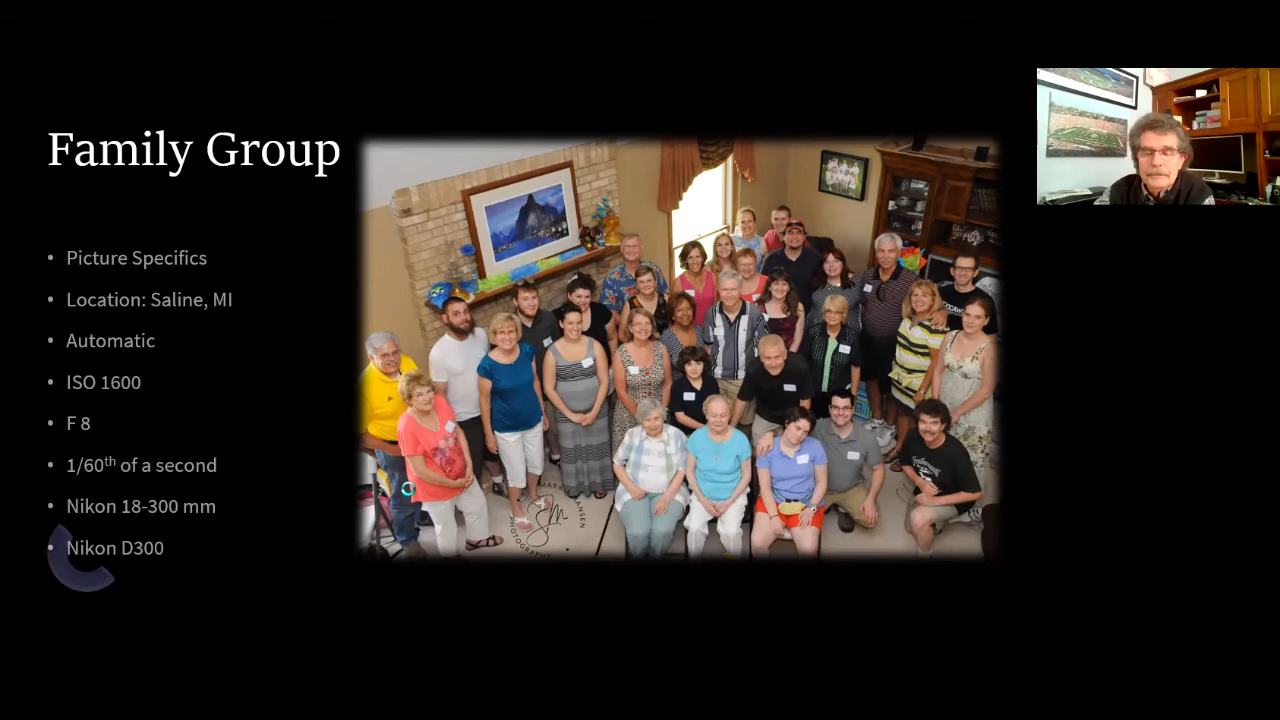 Family Group
• Picture Specifics
• Location: Saline, MI
• Automatic
• ISO 1600
• F 8
• 1/60th of a second
• Nikon 18-300 mm
• Nikon D300
PHOTOGRAPHY